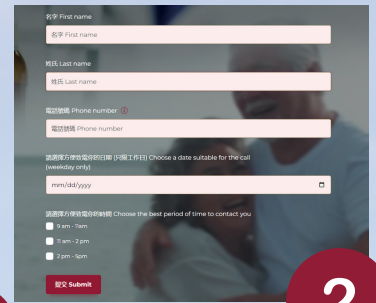 名字 First name
名字 First name
姓氏 Last name
姓氏 Last name
電話號碼 Phone number
電話號碼 Phone number
請選擇方便致電你的日期 (只限工作日) Choose a date suitable for the call
(weekday only)
mm/dd/yyyy
請選擇方便致電你的時間 Choose the best period of time to contact you
9 am - 11am
11 am - 2 pm
2 pm - 5pm
提交 Submit
2